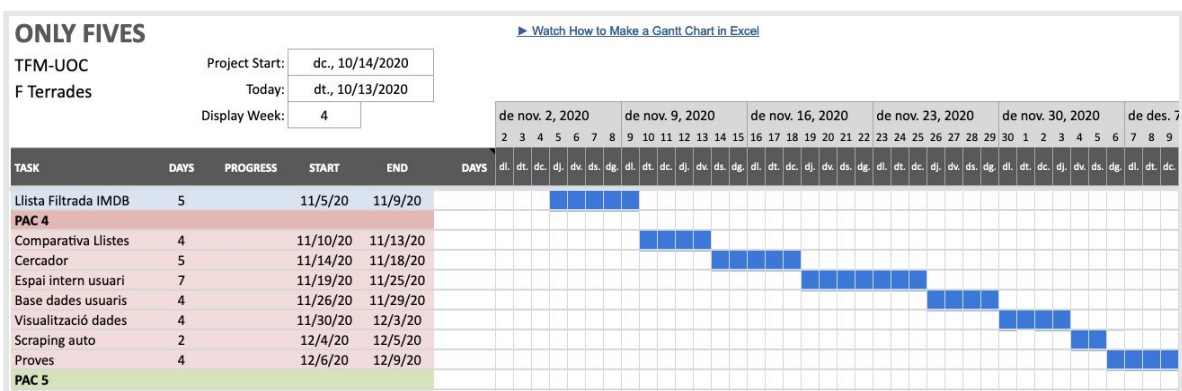 ONLY FIVES
► Watch How to Make a Gantt Chart in Excel
TFM-UOC
Project Start: dc., 10/14/2020
F Terrades
Today: dt., 10/13/2020
Display Week: 4
de nov. 2, 2020 de nov. 9, 2020 de nov. 16, 2020 de nov. 23, 2020 de nov. 30, 2020 de des. 7
2 3 4 5 6 7 8 9 10 11 12 13 14 15 16 17 18 19 20 21 22 23 24 25 26 27 28 29 30 1 2 3 4 5 6 7 8 9
TASK DAYS PROGRESS START END DAYS dl. dt. dc. dj. dv. ds. dg. dl. dt. dc. dj. dv. ds. dg. dl. dt. dc. dj. dv. ds. dg. dl. dt. dc. dj. dv. ds. dg. dl. dt. dc. dj. dv. ds. dg. dl. dt. dc.
Llista Filtrada IMDB 5 11/5/20 11/9/20
PAC 4
Comparativa Llistes 4 11/10/20 11/13/20
Cercador 5 11/14/20 11/18/20
Espai intern usuari 7 11/19/20 11/25/20
Base dades usuaris 4 11/26/20 11/29/20
Visualització dades 4 11/30/20 12/3/20
Scraping auto 2 12/4/20 12/5/20
Proves 4 12/6/20 12/9/20
PAC 5